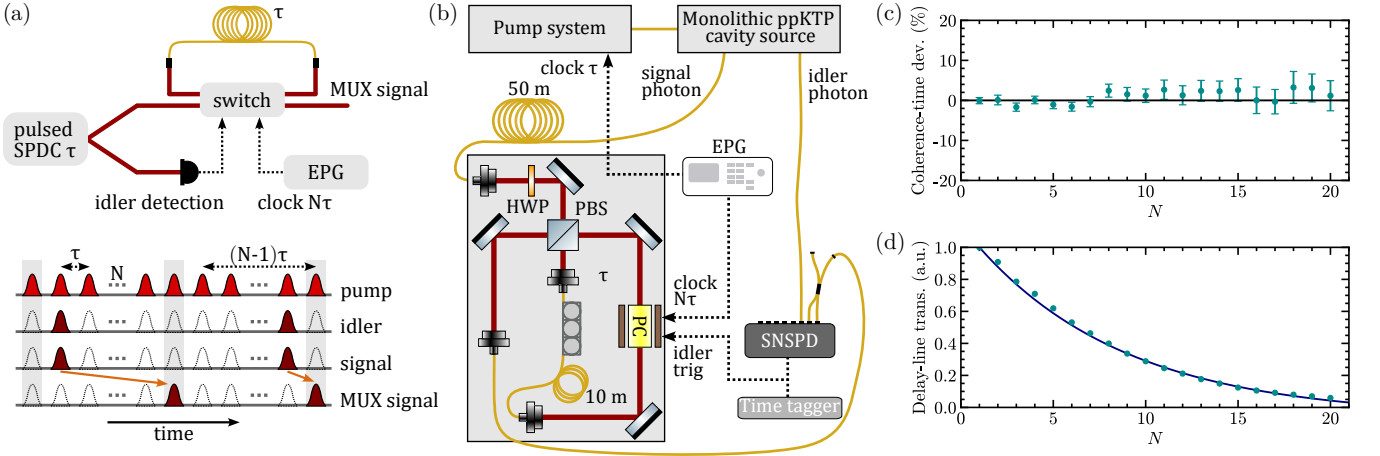 (a)
τ
MUX signal
switch
pulsed
SPDC τ
EPG
idler detection
clock Nτ
τ
N
(N-1)τ
pump
idler
signal
MUX signal
time
(b)
Pump system
Monolithic ppKTP
cavity source
clock τ
signal
photon
idler
photon
50 m
EPG
HWP
PBS
τ
clock
Nτ
PC
idler
trig
SNSPD
10 m
Time tagger
(c)
Coherence-time dev. (%)
20
10
0
-10
-20
0
5
10
15
20
N
(d)
Delay-line trans. (a.u.)
1.0
0.8
0.6
0.4
0.2
0.0
0
5
10
15
20
N